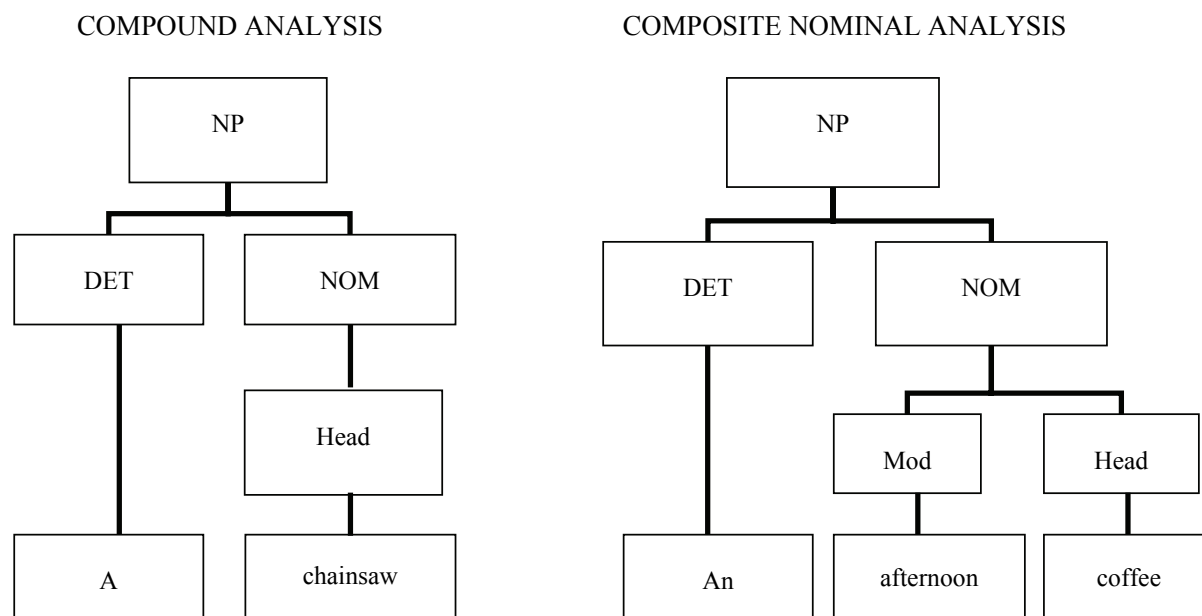 COMPOUND ANALYSIS
NP
DET NOM
Head
A chainsaw
COMPOSITE NOMINAL ANALYSIS
NP
DET NOM
Mod Head
An afternoon coffee